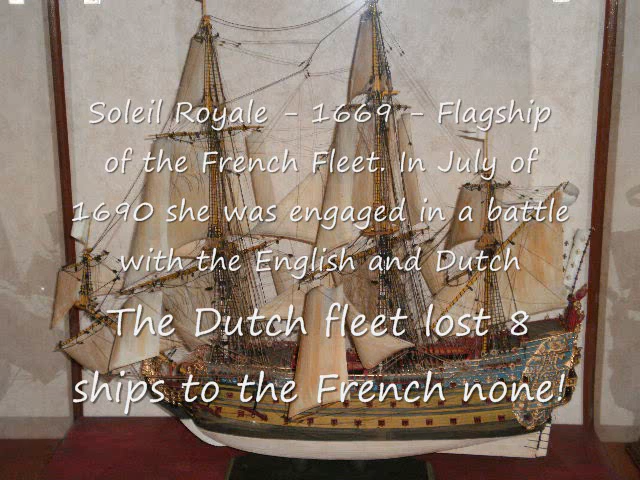 Soleil Royale - 1669 - Flagship
of the French Fleet. In July of
1690 she was engaged in a battle
with the English and Dutch
The Dutch fleet lost 8
ships to the French none!